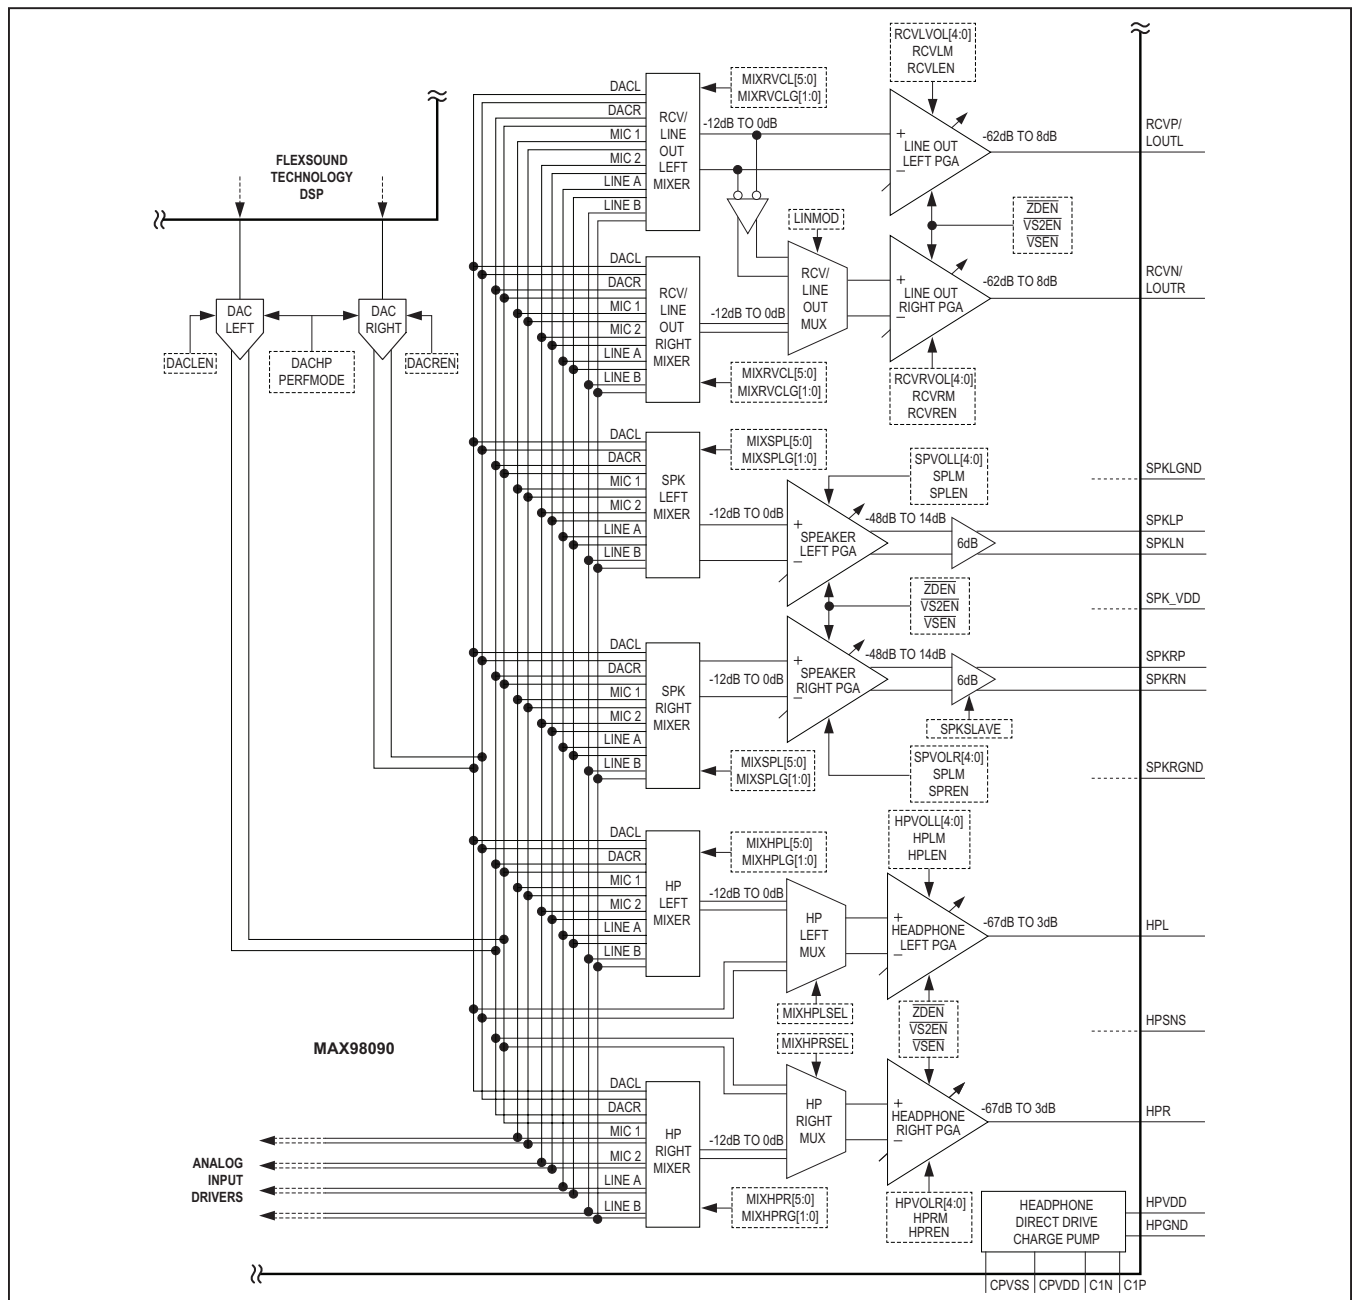 FLEXSOUND
TECHNOLOGY
DSP
DAC
LEFT
DAC
RIGHT
DACLEN
DACHP
PERFMODE
DACREN
DACL
DACR
MIC 1
MIC 2
LINE A
LINE B
RCV/
LINE
OUT
LEFT
MIXER
MIXRVCL[5:0]
MIXRVCLG[1:0]
-12dB TO 0dB
RCVLVOL[4:0]
RCVLM
RCVLEN
+
LINE OUT
LEFT PGA
−
-62dB TO 8dB
RCVP/
LOUTL
LINMOD
ZDEN
VS2EN
VSEN
DACL
DACR
MIC 1
MIC 2
LINE A
LINE B
RCV/
LINE
OUT
RIGHT
MIXER
-12dB TO 0dB
RCV/
LINE
OUT
MUX
+
LINE OUT
RIGHT PGA
−
-62dB TO 8dB
RCVN/
LOUTR
MIXRVCL[5:0]
MIXRVCLG[1:0]
RCVRVOL[4:0]
RCVRM
RCVREN
DACL
DACR
MIC 1
MIC 2
LINE A
LINE B
SPK
LEFT
MIXER
MIXSPL[5:0]
MIXSPLG[1:0]
-12dB TO 0dB
SPVOLL[4:0]
SPLM
SPLEN
+
SPEAKER
LEFT PGA
−
-48dB TO 14dB
6dB
SPKLGND
SPKLP
SPKLN
ZDEN
VS2EN
VSEN
SPK_VDD
DACL
DACR
MIC 1
MIC 2
LINE A
LINE B
SPK
RIGHT
MIXER
-12dB TO 0dB
+
SPEAKER
RIGHT PGA
−
-48dB TO 14dB
6dB
SPKRP
SPKRN
SPKSLAVE
MIXSPL[5:0]
MIXSPLG[1:0]
SPVOLR[4:0]
SPLM
SPREN
SPKRGND
DACL
DACR
MIC 1
MIC 2
LINE A
LINE B
HP
LEFT
MIXER
MIXHPL[5:0]
MIXHPLG[1:0]
-12dB TO 0dB
HP
LEFT
MUX
MIXHPLSEL
HPVOLL[4:0]
HPLM
HPLEN
+
HEADPHONE
LEFT PGA
−
-67dB TO 3dB
HPL
ZDEN
VS2EN
VSEN
HPSNS
MAX98090
MIXHPRSEL
DACL
DACR
MIC 1
MIC 2
LINE A
LINE B
HP
RIGHT
MIXER
-12dB TO 0dB
HP
RIGHT
MUX
+
HEADPHONE
RIGHT PGA
−
-67dB TO 3dB
HPR
ANALOG
INPUT
DRIVERS
MIXHPR[5:0]
MIXHPRG[1:0]
HPVOLR[4:0]
HPRM
HPREN
HEADPHONE
DIRECT DRIVE
CHARGE PUMP
HPVDD
HPGND
CPVSS
CPVDD
C1N
C1P